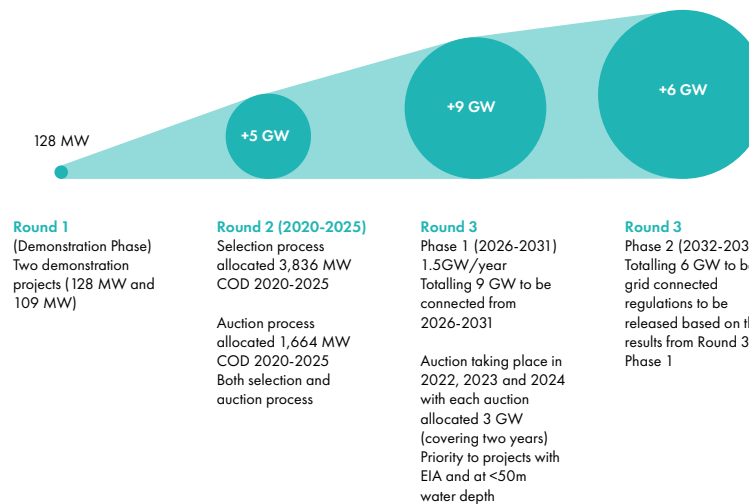 128 MW
+5 GW
+9 GW
+6 GW
Round 1
(Demonstration Phase)
Two demonstration
projects (128 MW and
109 MW)
Round 2 (2020-2025)
Selection process
allocated 3,836 MW
COD 2020-2025
Auction process
allocated 1,664 MW
COD 2020-2025
Both selection and
auction process
Round 3
Phase 1 (2026-2031)
1.5GW/year
Totalling 9 GW to be
connected from
2026-2031
Auction taking place in
2022, 2023 and 2024
with each auction
allocated 3 GW
(covering two years)
Priority to projects with
EIA and at <50m
water depth
Round 3
Phase 2 (2032-203
Totalling 6 GW to b
grid connected
regulations to be
released based on t
results from Round 3
Phase 1